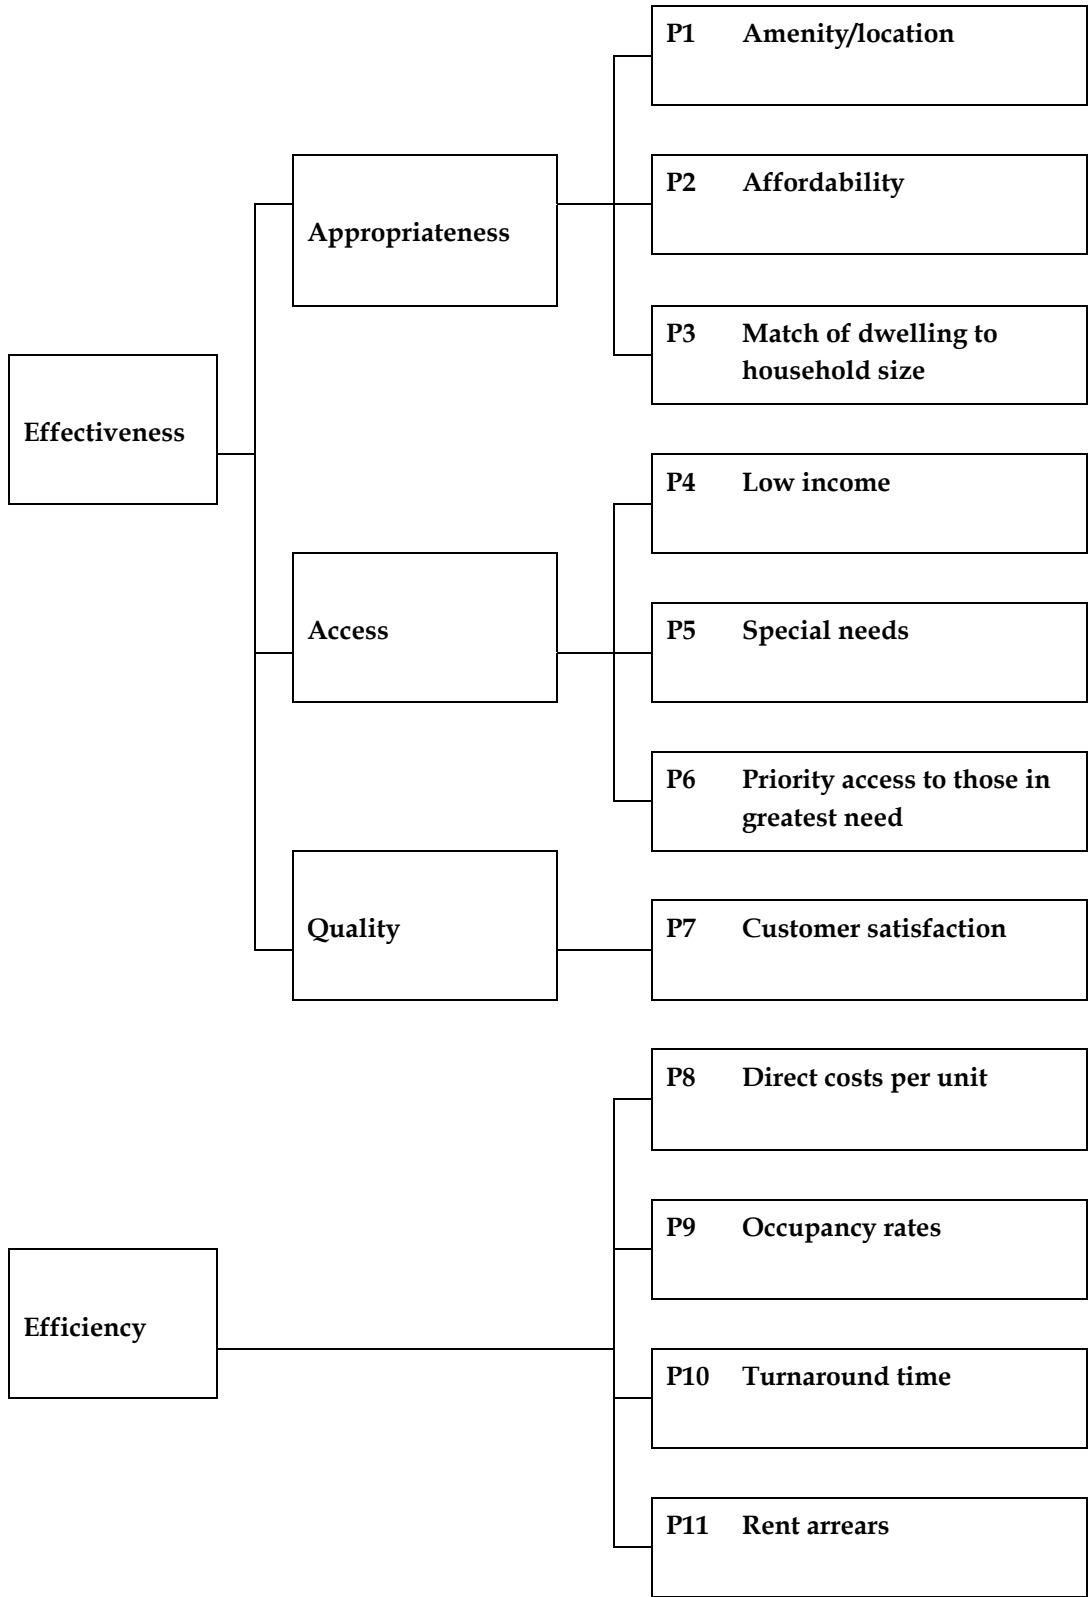 P1 Amenity/location
P2 Affordability
Appropriateness
P3 Match of dwelling to
household size
Effectiveness
P4 Low income
Access
P5 Special needs
P6 Priority access to those in
greatest need
Quality
P7 Customer satisfaction
P8 Direct costs per unit
P9 Occupancy rates
Efficiency
P10 Turnaround time
P11 Rent arrears